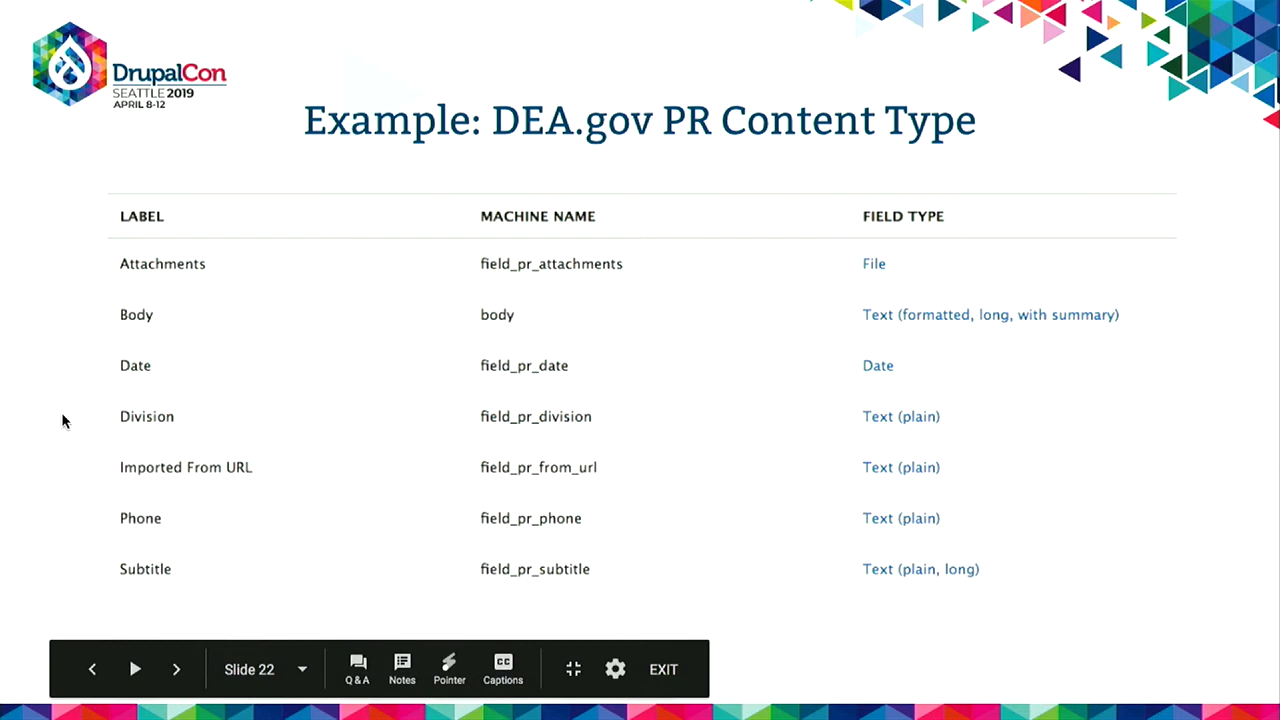 DrupalCon
SEATTLE 2019
APRIL 8-12
Example: DEA.gov PR Content Type
LABEL MACHINE NAME FIELD TYPE
Attachments field_pr_attachments File
Body body Text (formatted, long, with summary)
Date field_pr_date Date
Division field_pr_division Text (plain)
Imported From URL field_pr_from_url Text (plain)
Phone field_pr_phone Text (plain)
Subtitle field_pr_subtitle Text (plain, long)
Slide 22 Q & A Notes Pointer CC Captions EXIT